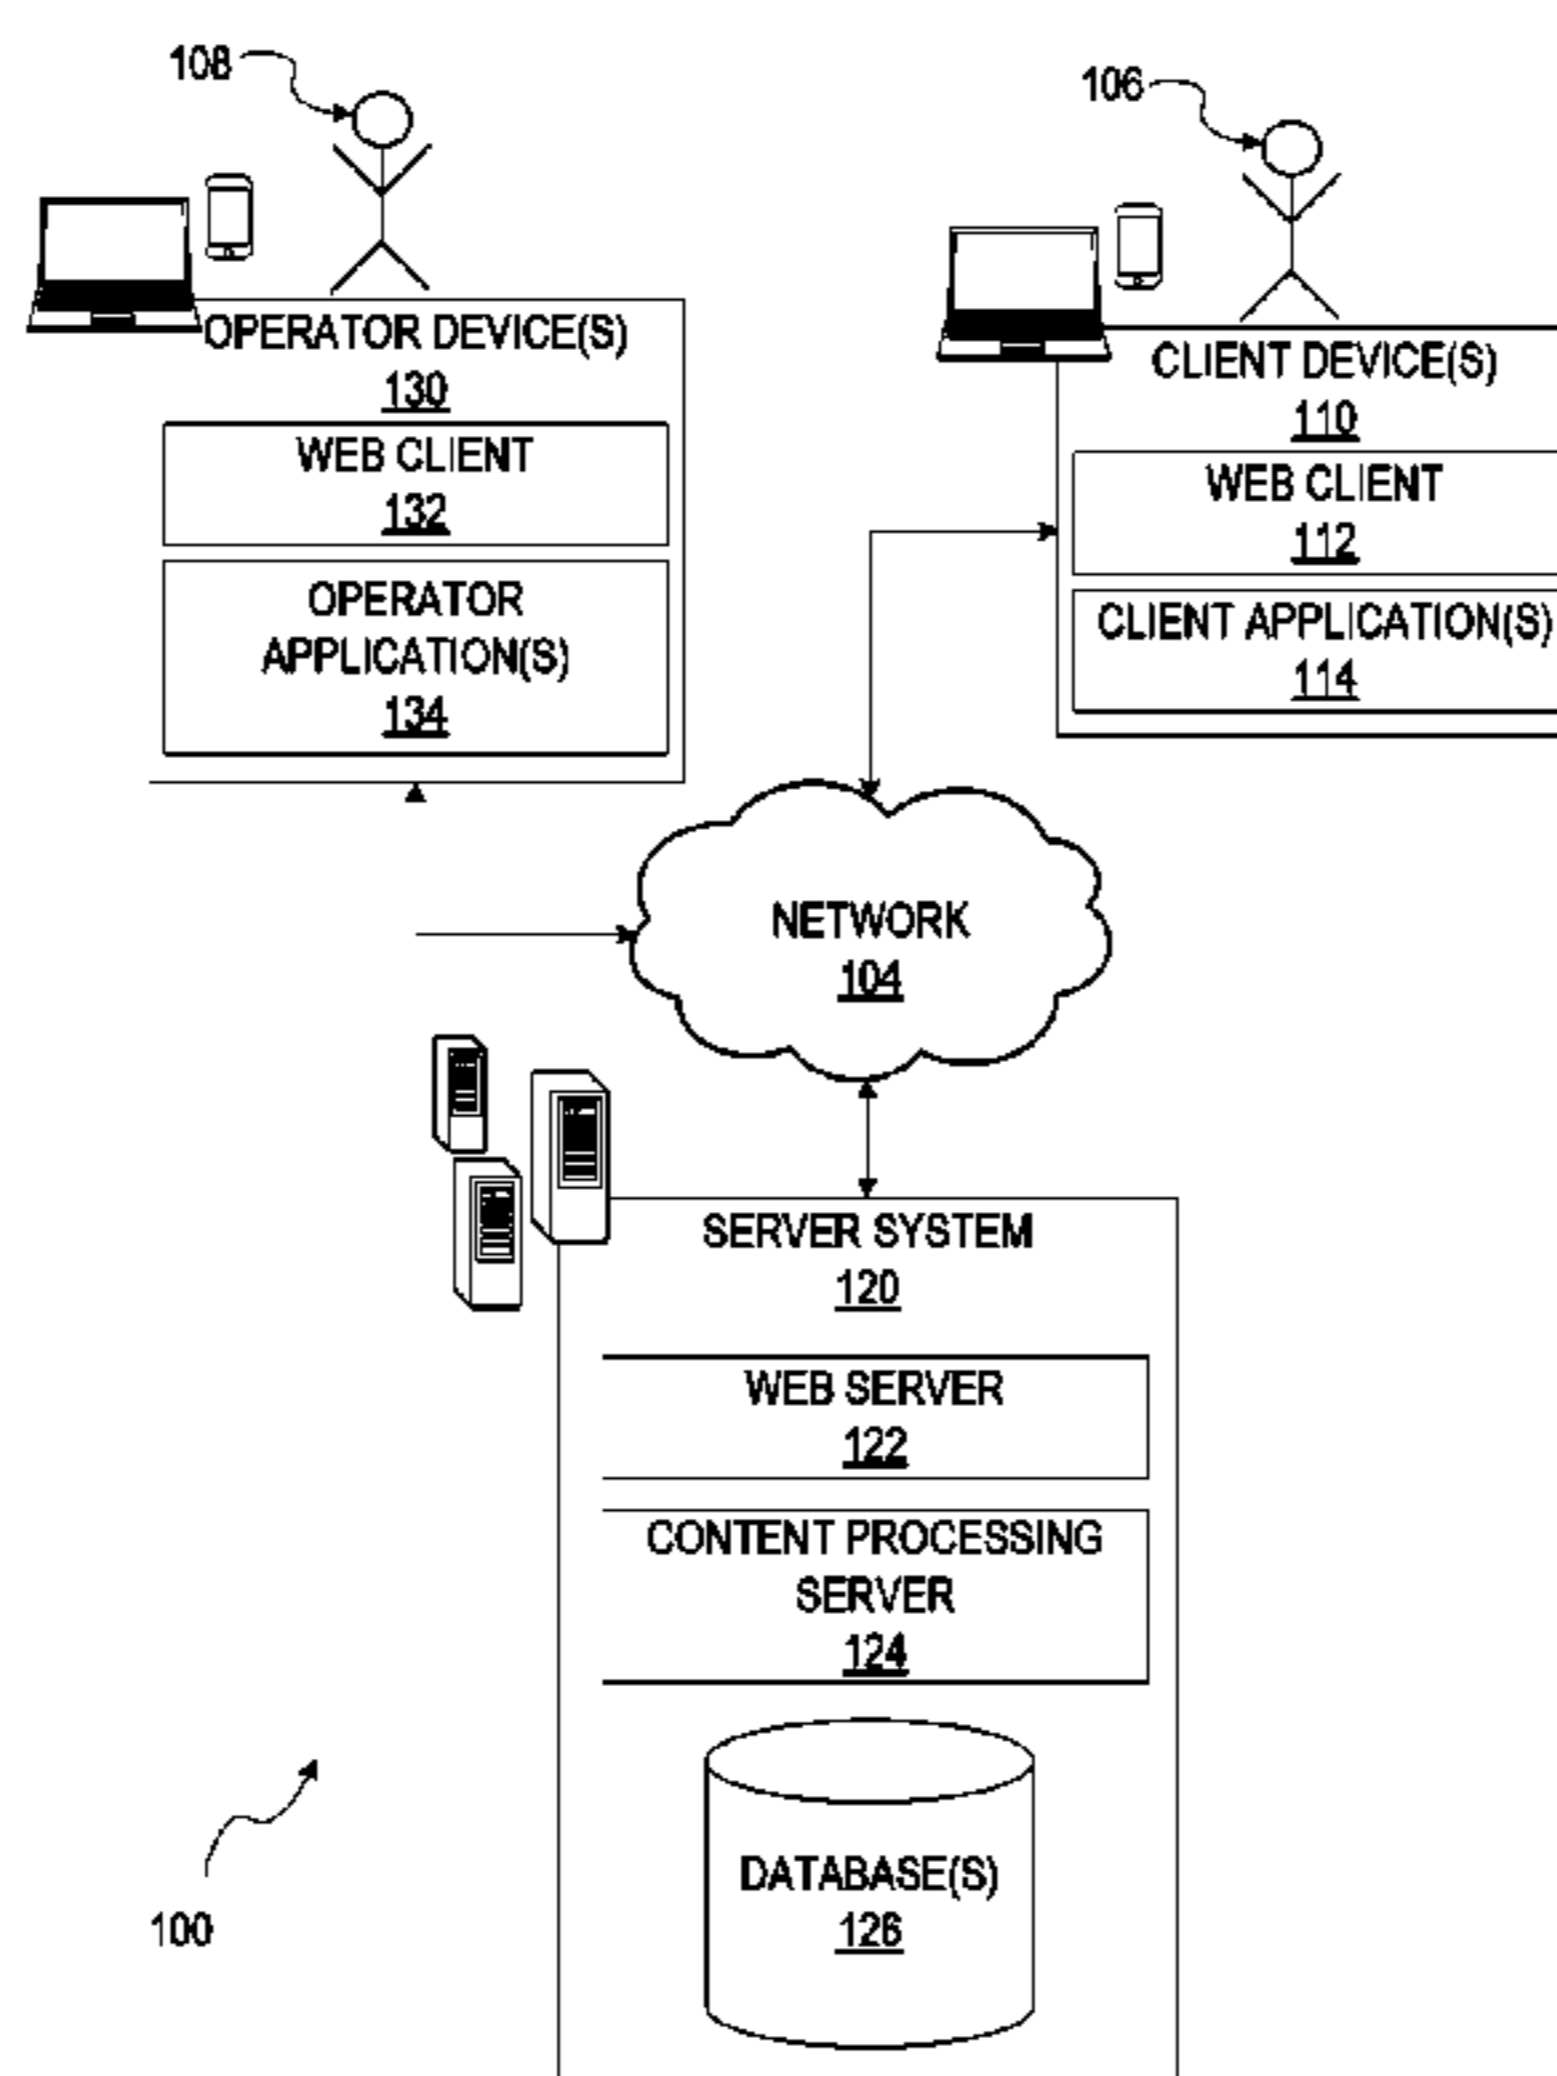 108
OPERATOR DEVICE(S)
130
WEB CLIENT
132
OPERATOR
APPLICATION(S)
134
106
CLIENT DEVICE(S)
110
WEB CLIENT
112
CLIENT APPLICATION(S)
114
NETWORK
104
SERVER SYSTEM
120
WEB SERVER
122
CONTENT PROCESSING
SERVER
124
DATABASE(S)
126
100